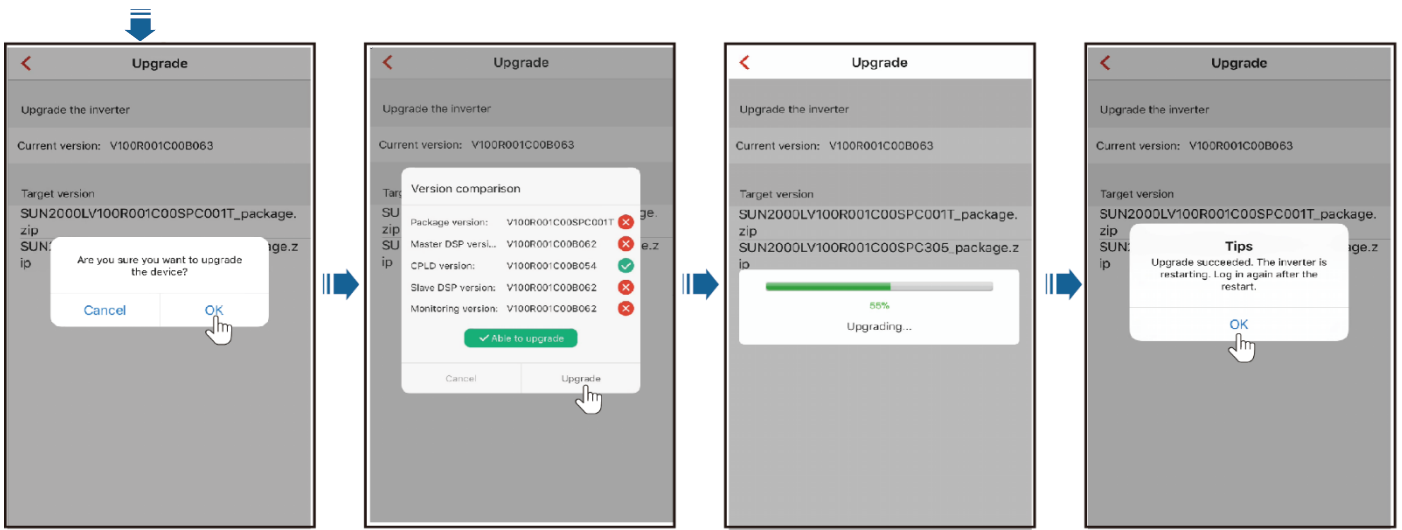 Upgrade
Upgrade the inverter
Current version: V100R001C00B063
Target version
SUN2000LV100R001C00SPC001T_package.
zip
SUN
ge.z
ip
Are you sure you want to upgrade
the device?
Cancel
OK
Upgrade
Upgrade the inverter
Current version: V100R001C00B063
Targ
SU
ge.
zip
SU
e.z
ip
Version comparison
Package version: V100R001C00SPC001T
Master DSP versi... V100R001C00B062
CPLD version: V100R001C00B054
Slave DSP version: V100R001C00B062
Monitoring version: V100R001C00B062
Able to upgrade
Cancel
Upgrade
Upgrade
Upgrade the inverter
Current version: V100R001C00B063
Target version
SUN2000LV100R001C00SPC001T_package.
zip
SUN2000LV100R001C00SPC305_package.z
ip
Upgrading...
Upgrade
Upgrade the inverter
Current version: V100R001C00B063
Target version
SUN2000LV100R001C00SPC001T_package.
zip
SUN
ge.z
ip
Tips
Upgrade succeeded. The inverter is
restarting. Log in again after the
restart.
OK